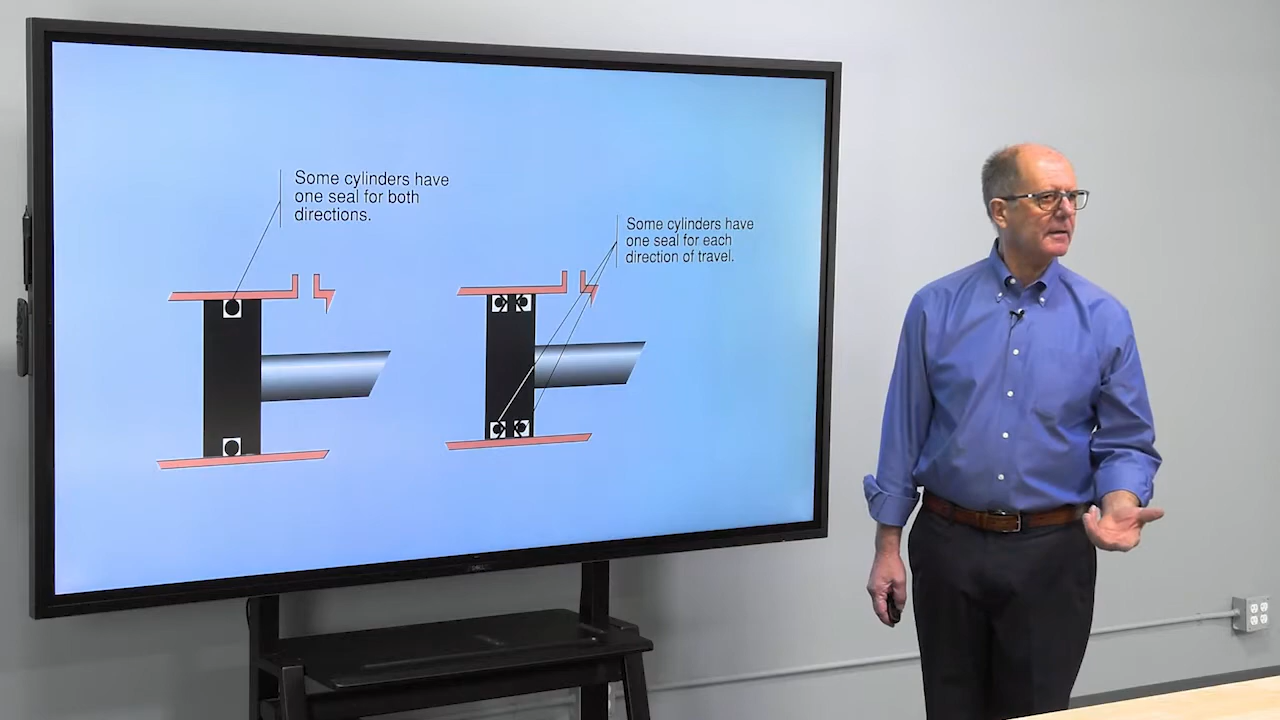 Some cylinders have
one seal for both
directions.
Some cylinders have
one seal for each
direction of travel.